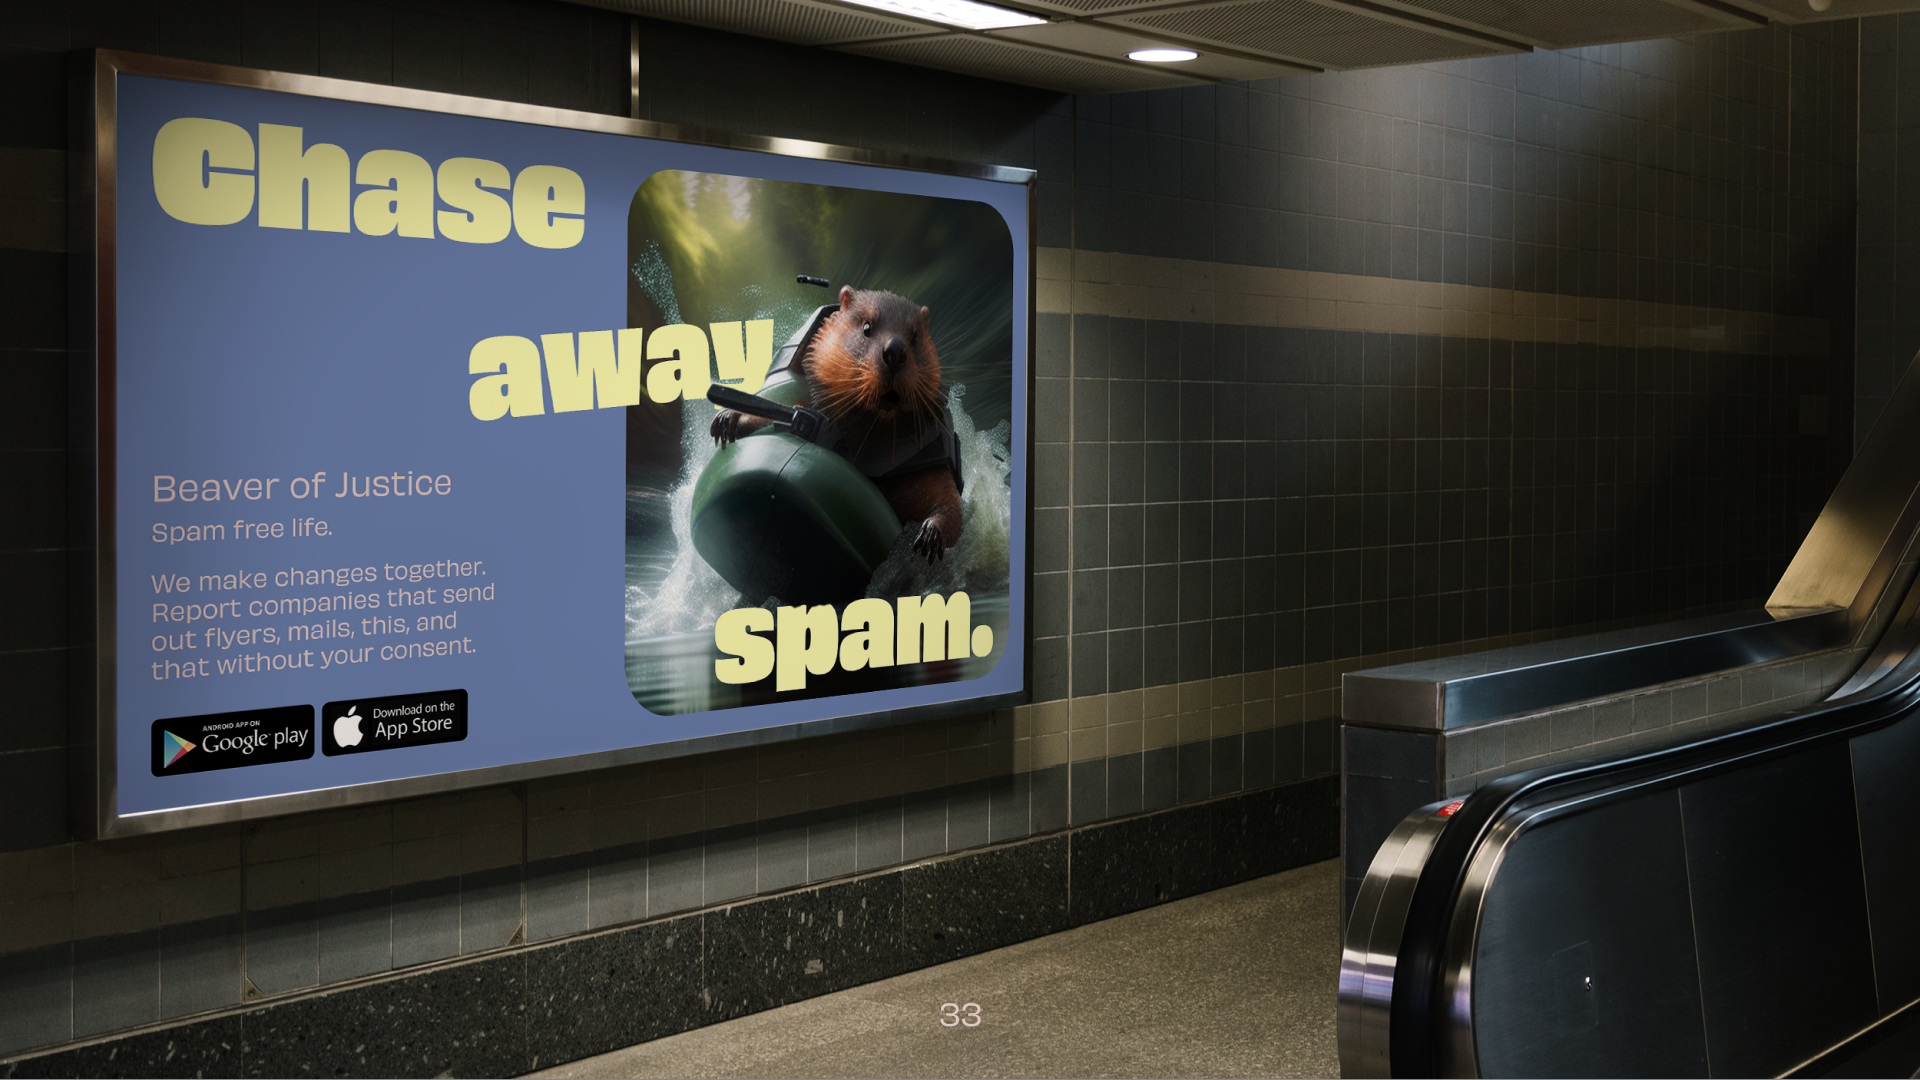 Chase
away
spam.
Beaver of Justice
Spam free life.
We make changes together.
Report companies that send
out flyers, mails, this, and
that without your consent.
ANDROID APP ON
Google play
Download on the
App Store
33